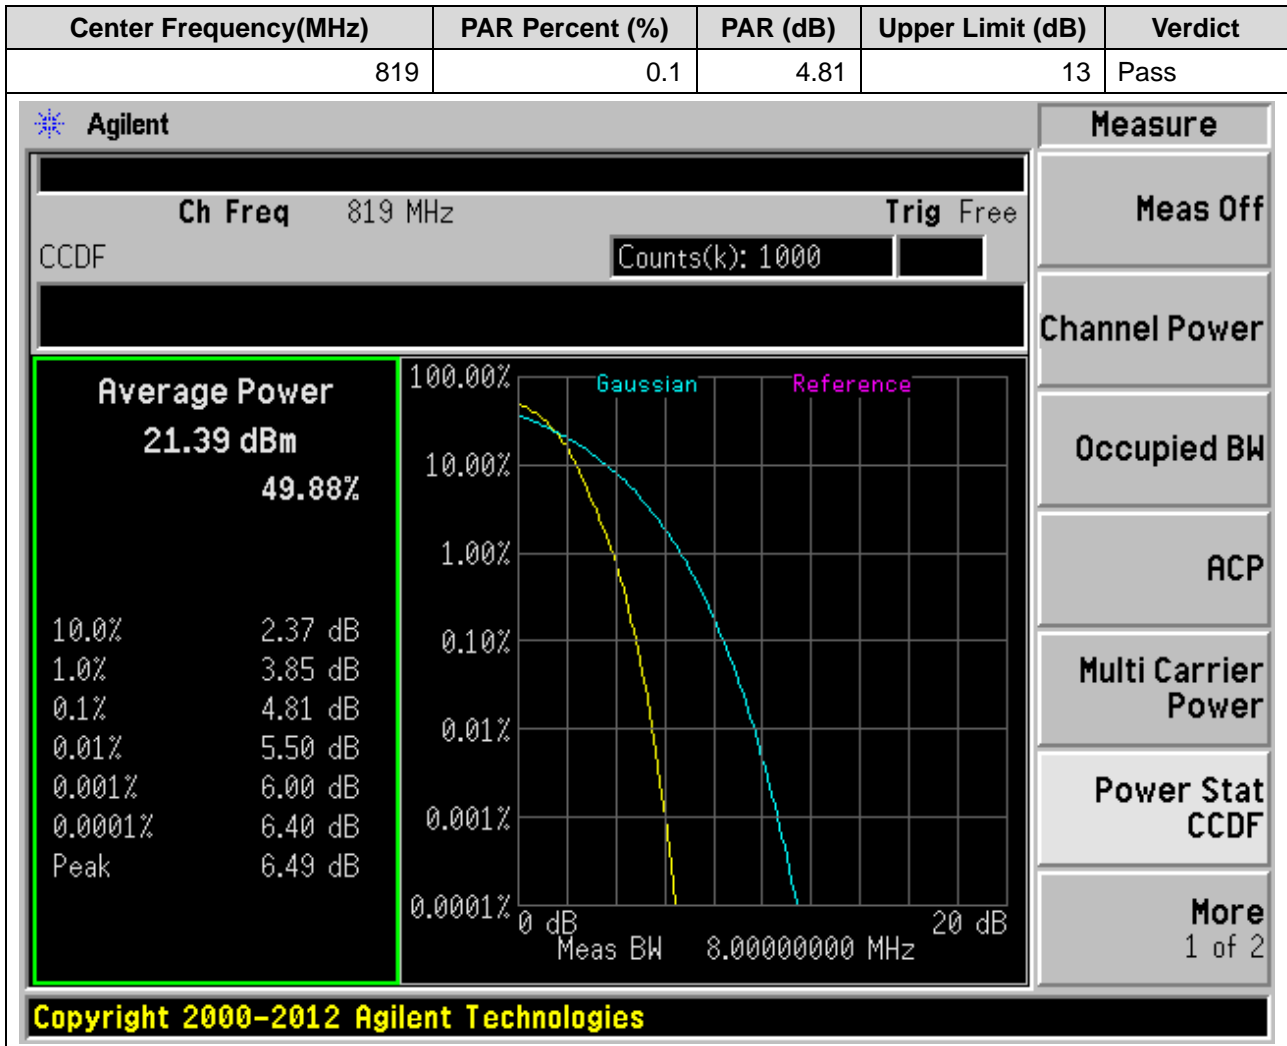 Center Frequency(MHz) PAR Percent (%) PAR (dB) Upper Limit (dB) Verdict
819 0.1 4.81 13 Pass
Agilent
Measure
Ch Freq 819 MHz Trig Free
CCDF Counts(k): 1000
Average Power
21.39 dBm
49.88%
10.0% 2.37 dB
1.0% 3.85 dB
0.1% 4.81 dB
0.01% 5.50 dB
0.001% 6.00 dB
0.0001% 6.40 dB
Peak 6.49 dB
Gaussian Reference
100.00%
10.00%
1.00%
0.10%
0.01%
0.001%
0.0001%
0 dB 20 dB
Meas BW 8.00000000 MHz
Meas Off
Channel Power
Occupied BW
ACP
Multi Carrier
Power
Power Stat
CCDF
More
1 of 2
Copyright 2000-2012 Agilent Technologies